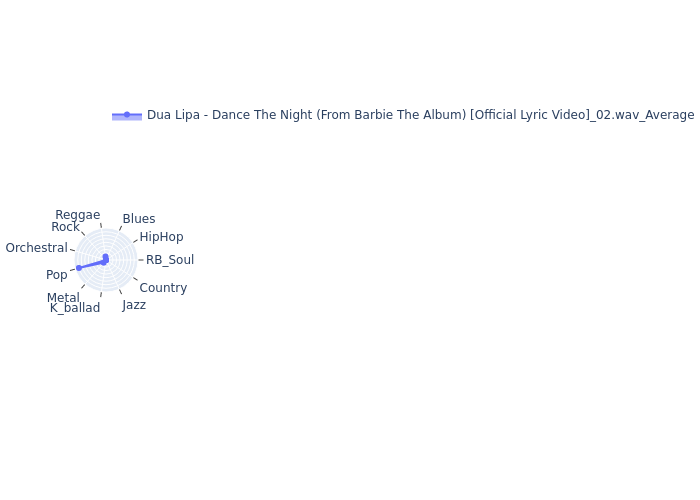 Dua Lipa - Dance The Night (From Barbie The Album) [Official Lyric Video]_02.wav_Average
Reggae
Blues
Rock
HipHop
Orchestral
RB_Soul
Pop
Country
Metal
Jazz
K_ballad